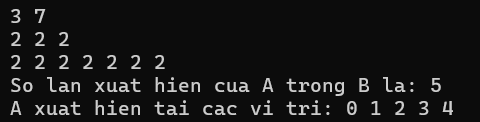 3 7
2 2 2
2 2 2 2 2 2 2
So lan xuat hien cua A trong B la: 5
A xuat hien tai cac vi tri: 0 1 2 3 4